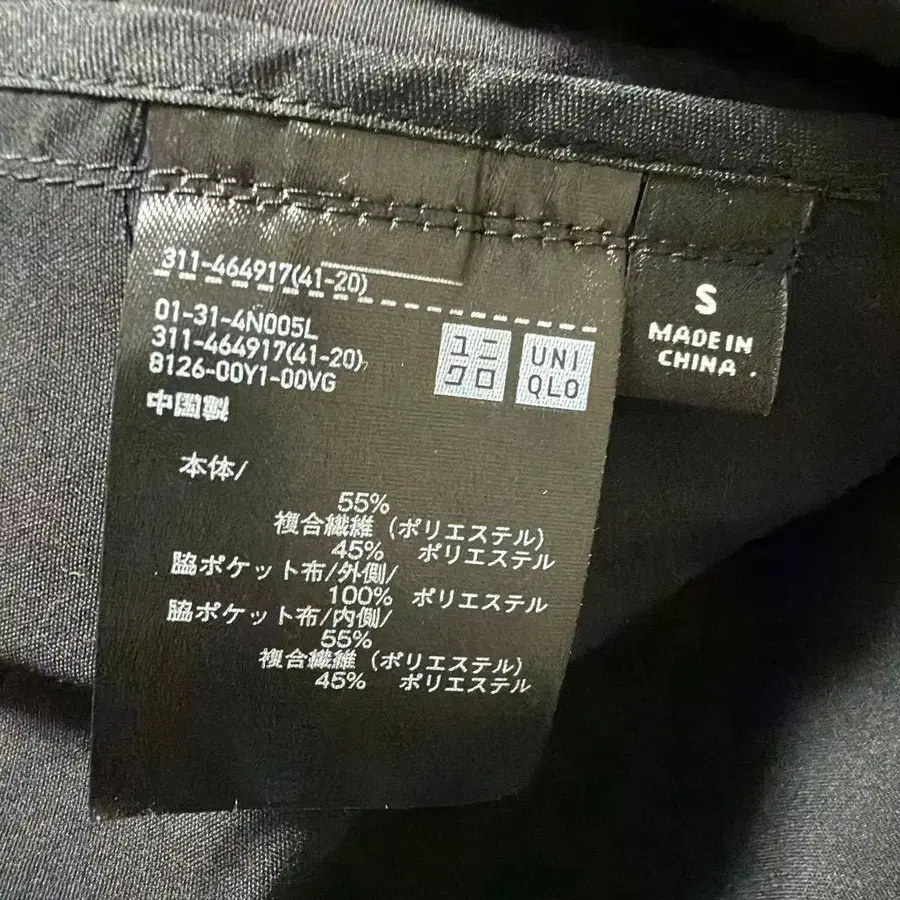 311-464917(41-20)
01-31-4N005L
311-464917(41-20)
8126-00Y1-00VG
中国
ユニ
クロ
UNI
QLO
S
MADE IN
CHINA
本体/
55%
複合繊維 (ポリエステル)
45% ポリエステル
脇ポケット布/外側/
100% ポリエステル
脇ポケット布/内側/
55%
複合繊維 (ポリエステル)
45% ポリエステル